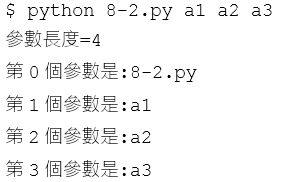 $ python 8-2.py a1 a2 a3
參數長度=4
第 0 個參數是:8-2.py
第 1 個參數是:a1
第 2 個參數是:a2
第 3 個參數是:a3